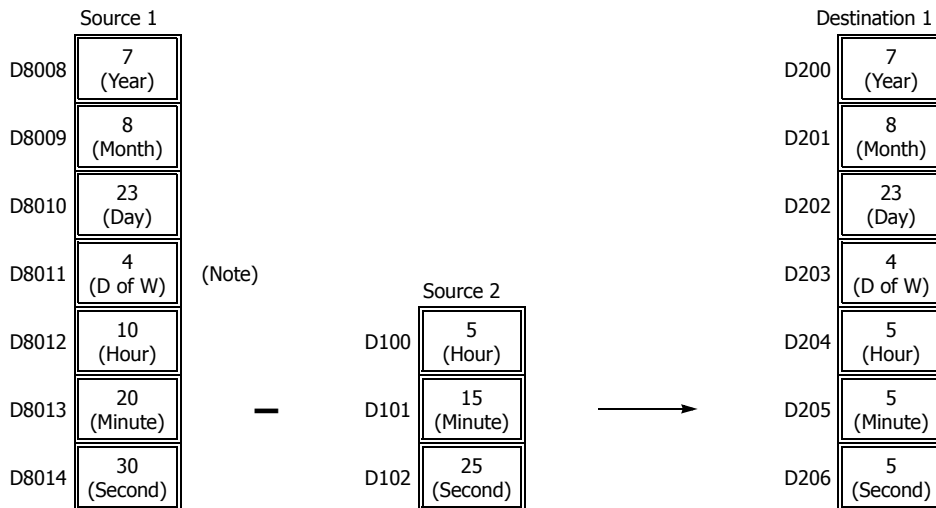 Source 1
Destination 1
D8008
7
(Year)
D200
7
(Year)
D8009
8
(Month)
D201
8
(Month)
D8010
23
(Day)
D202
23
(Day)
D8011
4
(D of W)
(Note)
D203
4
(D of W)
Source 2
D8012
10
(Hour)
D100
5
(Hour)
D204
5
(Hour)
D8013
20
(Minute)
–
D101
15
(Minute)
D205
5
(Minute)
D8014
30
(Second)
D102
25
(Second)
D206
5
(Second)